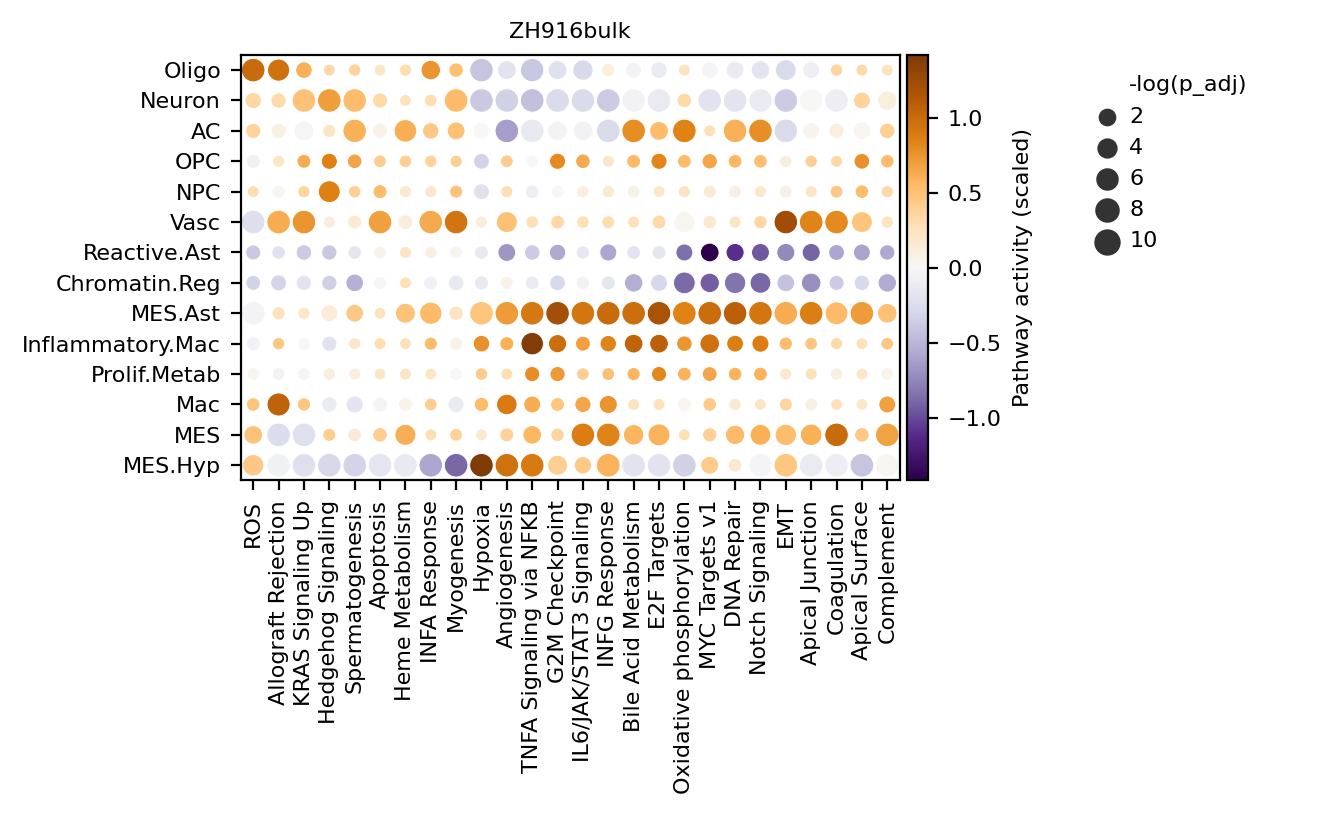 ZH916bulk
Oligo
Neuron
AC
OPC
NPC
Vasc
Reactive.Ast
Chromatin.Reg
MES.Ast
Inflammatory.Mac
Prolif.Metab
Mac
MES
MES.Hyp
ROS
Allograft Rejection
KRAS Signaling Up
Hedgehog Signaling
Spermatogenesis
Apoptosis
Heme Metabolism
INFA Response
Myogenesis
Hypoxia
Angiogenesis
TNFA Signaling via NFKB
G2M Checkpoint
IL6/JAK/STAT3 Signaling
INFG Response
Bile Acid Metabolism
E2F Targets
Oxidative phosphorylation
MYC Targets v1
DNA Repair
Notch Signaling
EMT
Apical Junction
Coagulation
Apical Surface
Complement
1.0
0.5
0.0
−0.5
−1.0
Pathway activity (scaled)
-log(p_adj)
2
4
6
8
10